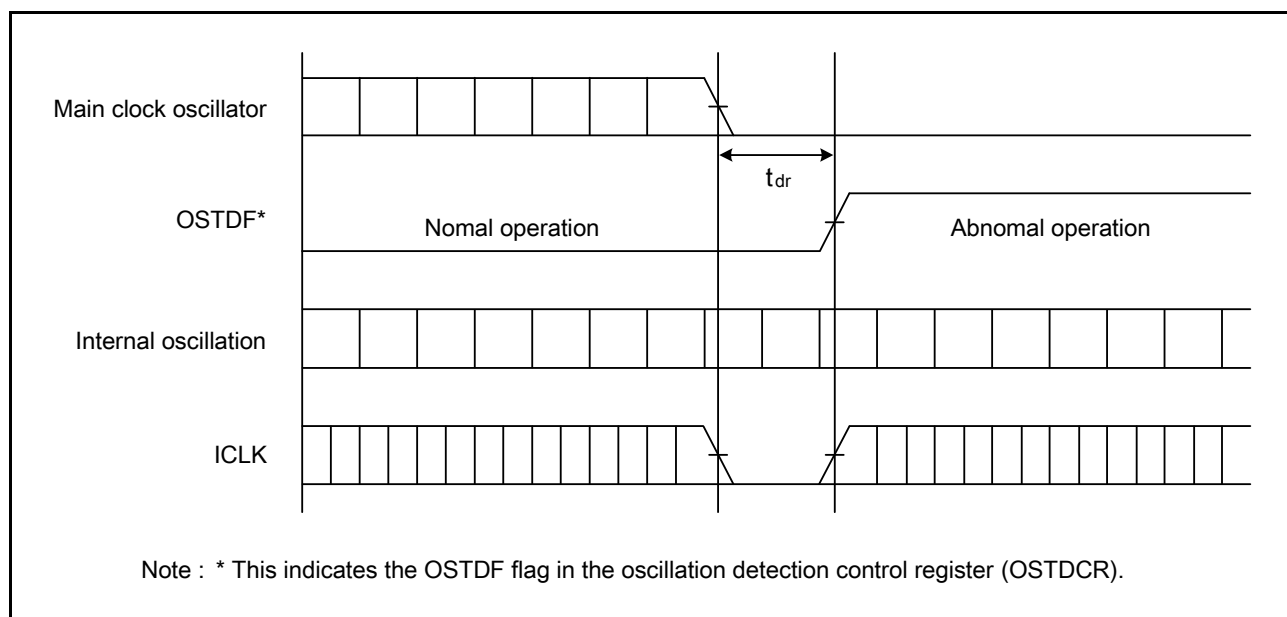 Main clock oscillator
tdr
OSTDF*
Nomal operation
Abnomal operation
Internal oscillation
ICLK
Note : * This indicates the OSTDF flag in the oscillation detection control register (OSTDCR).